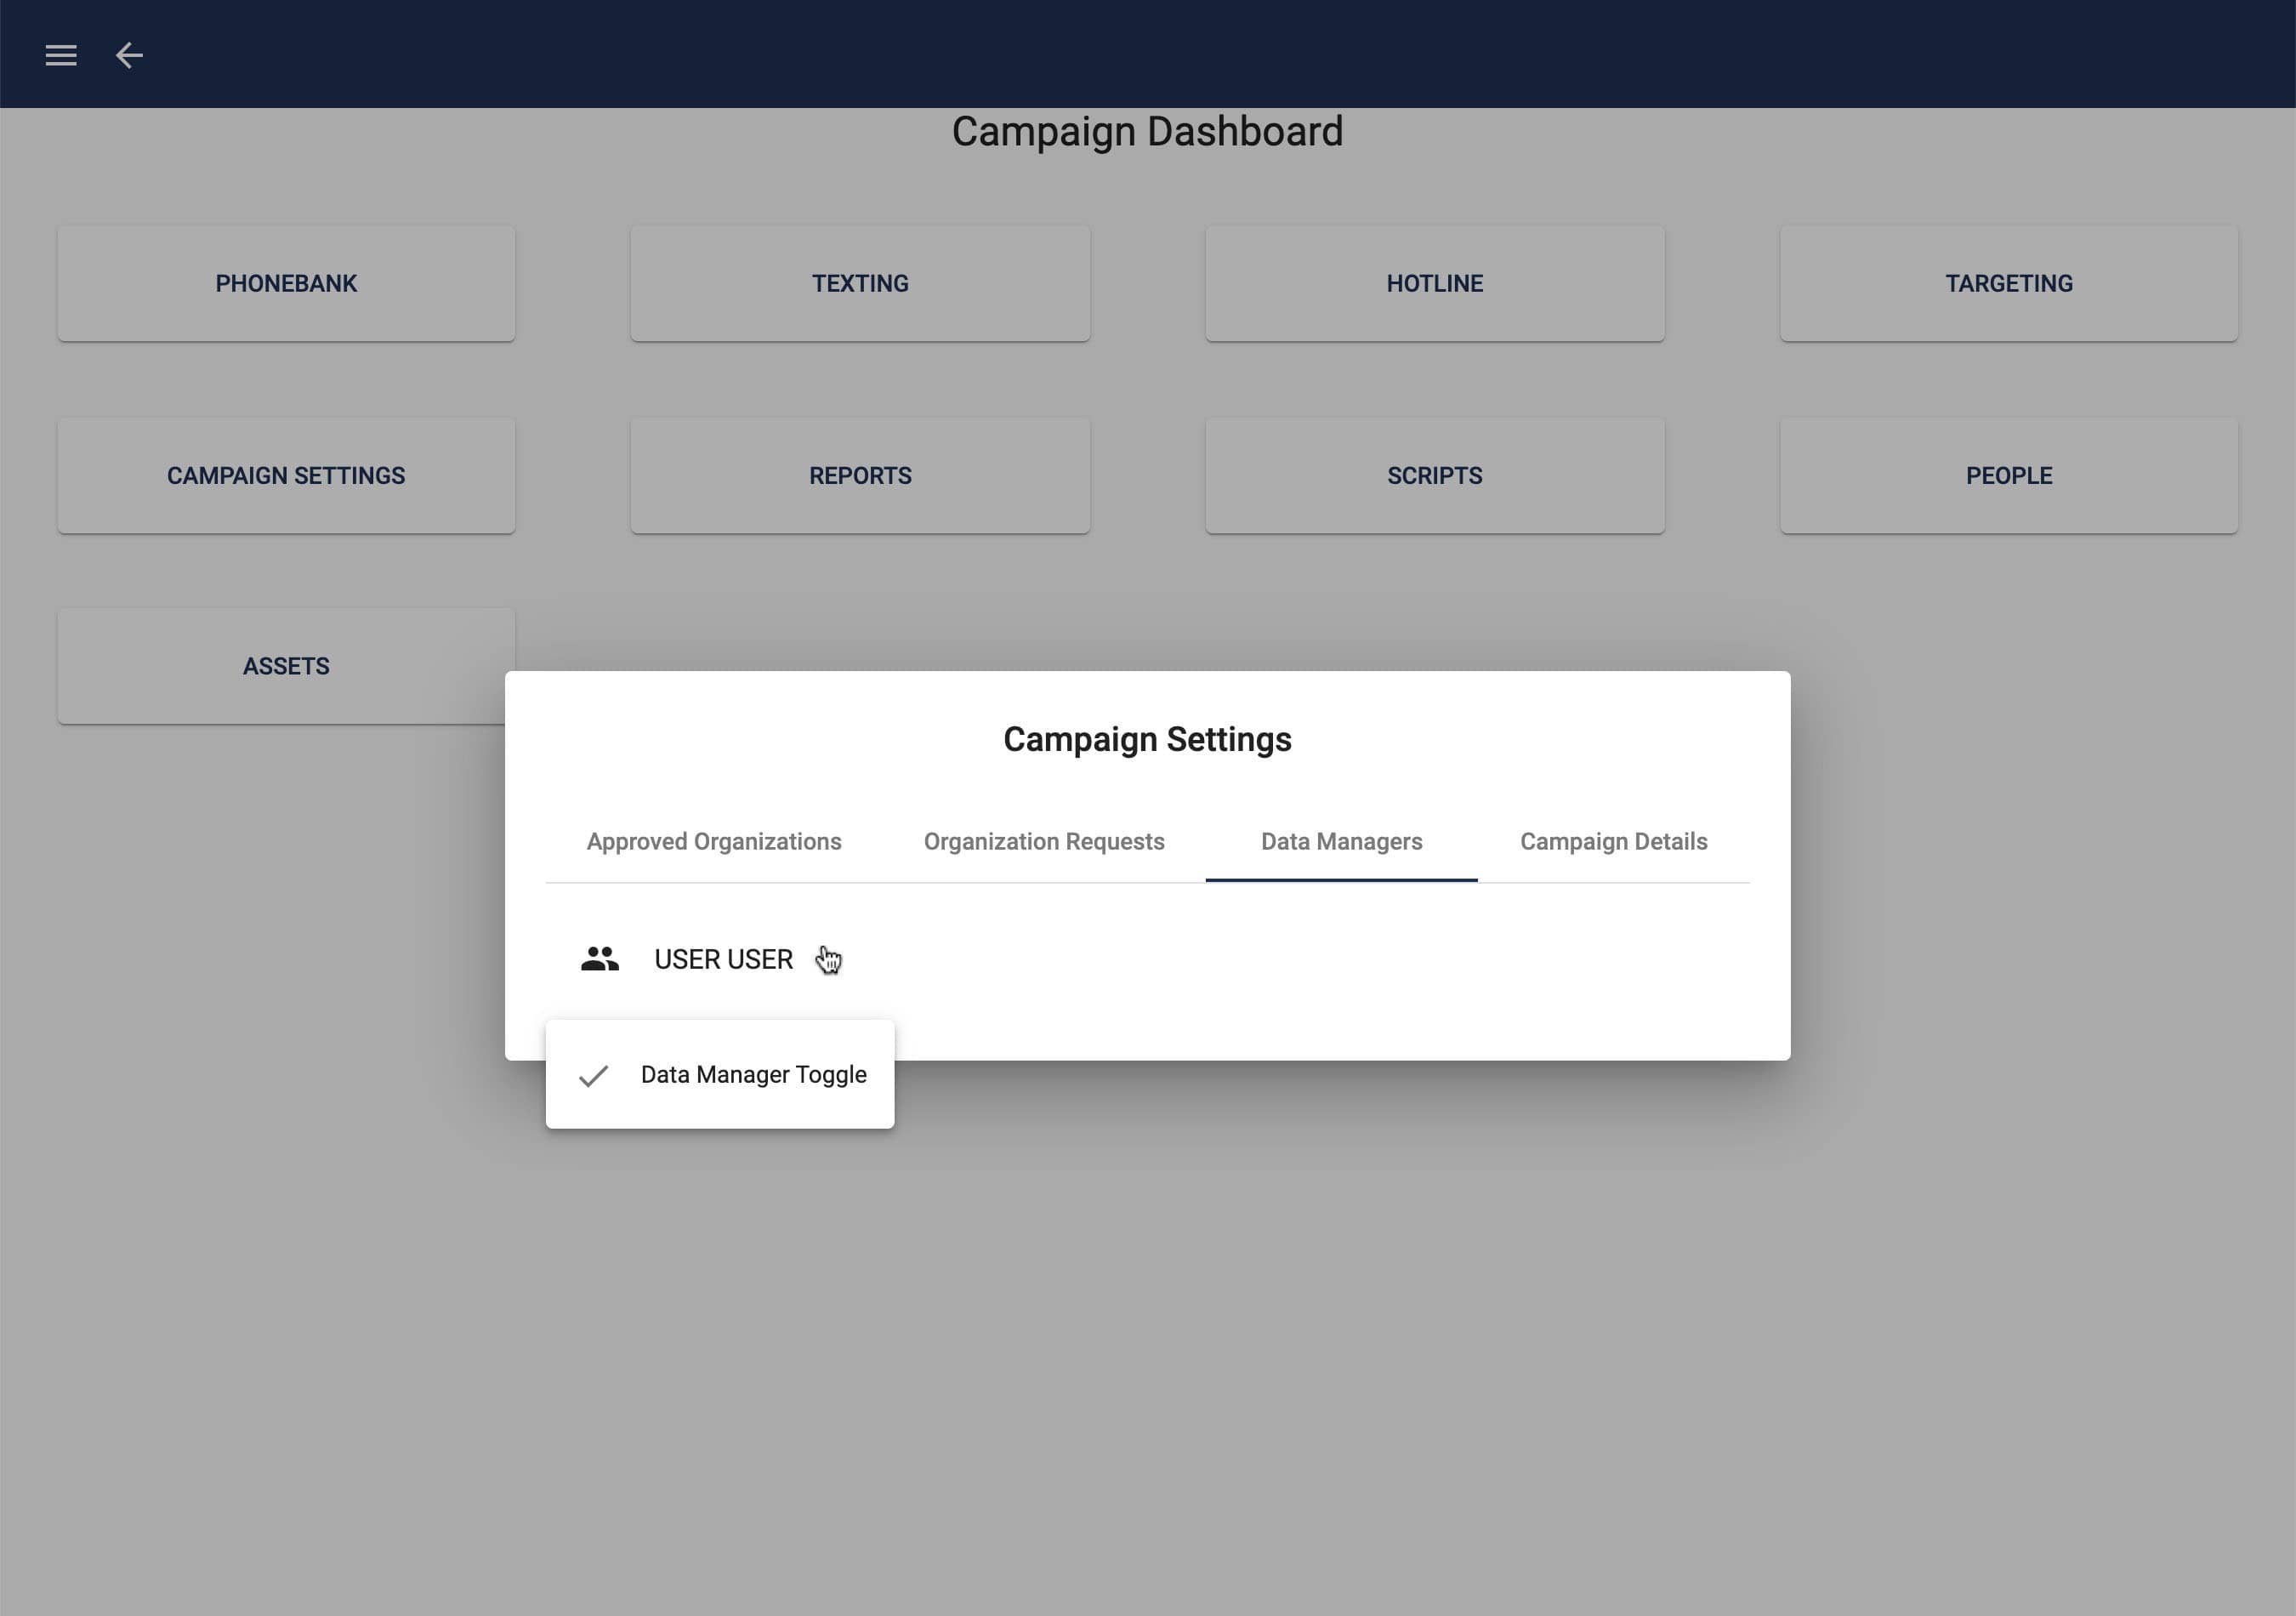 Campaign Dashboard
PHONEBANK
TEXTING
HOTLINE
TARGETING
CAMPAIGN SETTINGS
REPORTS
SCRIPTS
PEOPLE
ASSETS
Campaign Settings
Approved Organizations
Organization Requests
Data Managers
Campaign Details
USER USER
Data Manager Toggle